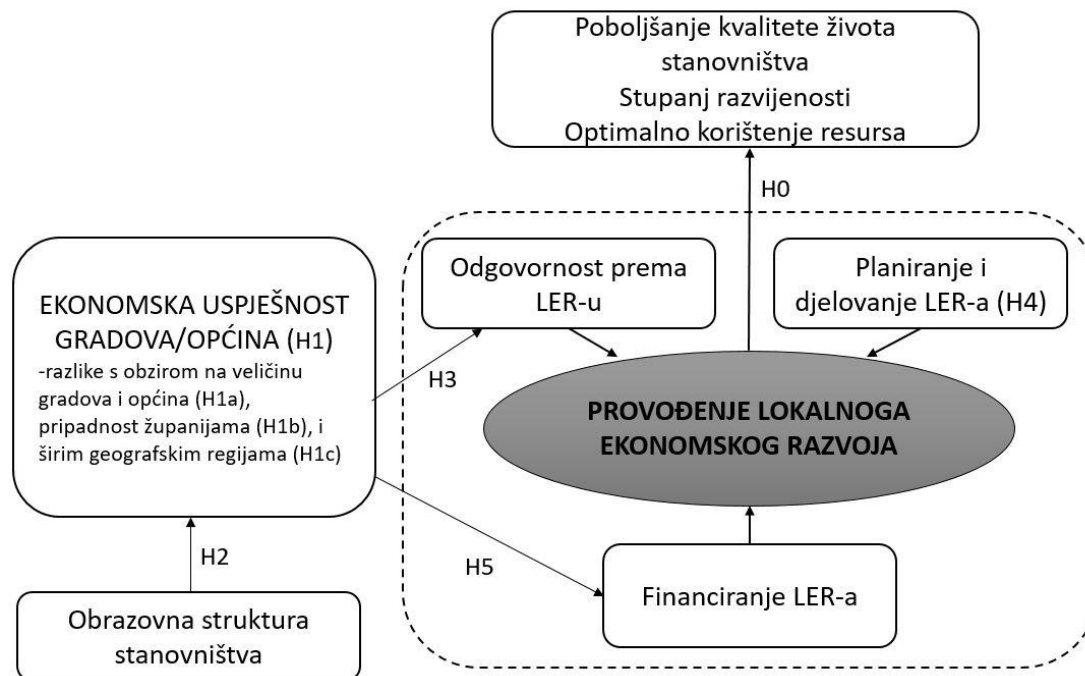 Poboljšanje kvalitete života
stanovništva
Stupanj razvijenosti
Optimalno korištenje resursa
H0
Odgovornost prema
LER-u
Planiranje i
djelovanje LER-a (H4)
EKONOMSKA USPJEŠNOST
GRADOVA/OPĆINA (H1)
-razlike s obzirom na veličinu
gradova i općina (H1a),
pripadnost županijama (H1b), i
širim geografskim regijama (H1c)
H3
PROVOĐENJE LOKALNOGA
EKONOMSKOG RAZVOJA
H2
H5
Financiranje LER-a
Obrazovna struktura
stanovništva